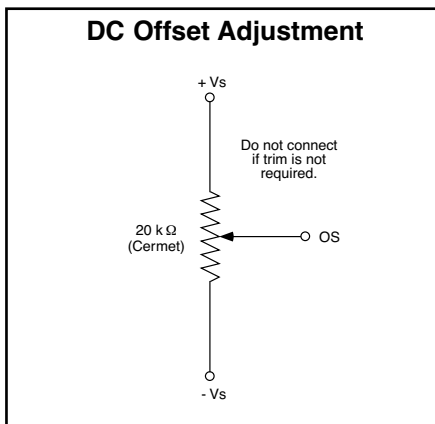 DC Offset Adjustment
+ Vs
Do not connect
if trim is not
required.
20 k Ω
(Cermet)
OS
- Vs